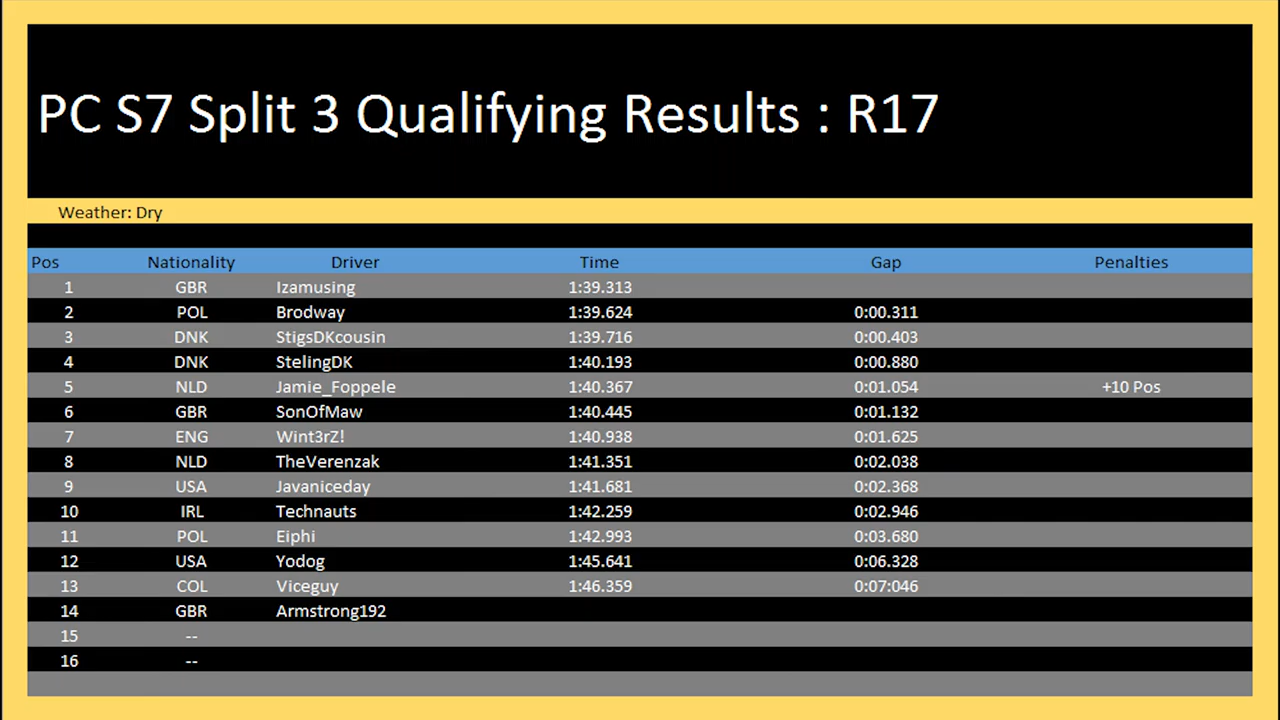 PC S7 Split 3 Qualifying Results : R17
Weather: Dry
Pos Nationality Driver Time Gap Penalties
1 GBR Izamusing 1:39.313
2 POL Brodway 1:39.624 0:00.311
3 DNK StigsDKcousin 1:39.716 0:00.403
4 DNK StelingDK 1:40.193 0:00.880
5 NLD Jamie_Foppele 1:40.367 0:01.054 +10 Pos
6 GBR SonOfMaw 1:40.445 0:01.132
7 ENG Wint3rZ! 1:40.938 0:01.625
8 NLD TheVerenzak 1:41.351 0:02.038
9 USA Javaniceday 1:41.681 0:02.368
10 IRL Technauts 1:42.259 0:02.946
11 POL Eiphi 1:42.993 0:03.680
12 USA Yodog 1:45.641 0:06.328
13 COL Viceguy 1:46.359 0:07:046
14 GBR Armstrong192
15 --
16 --